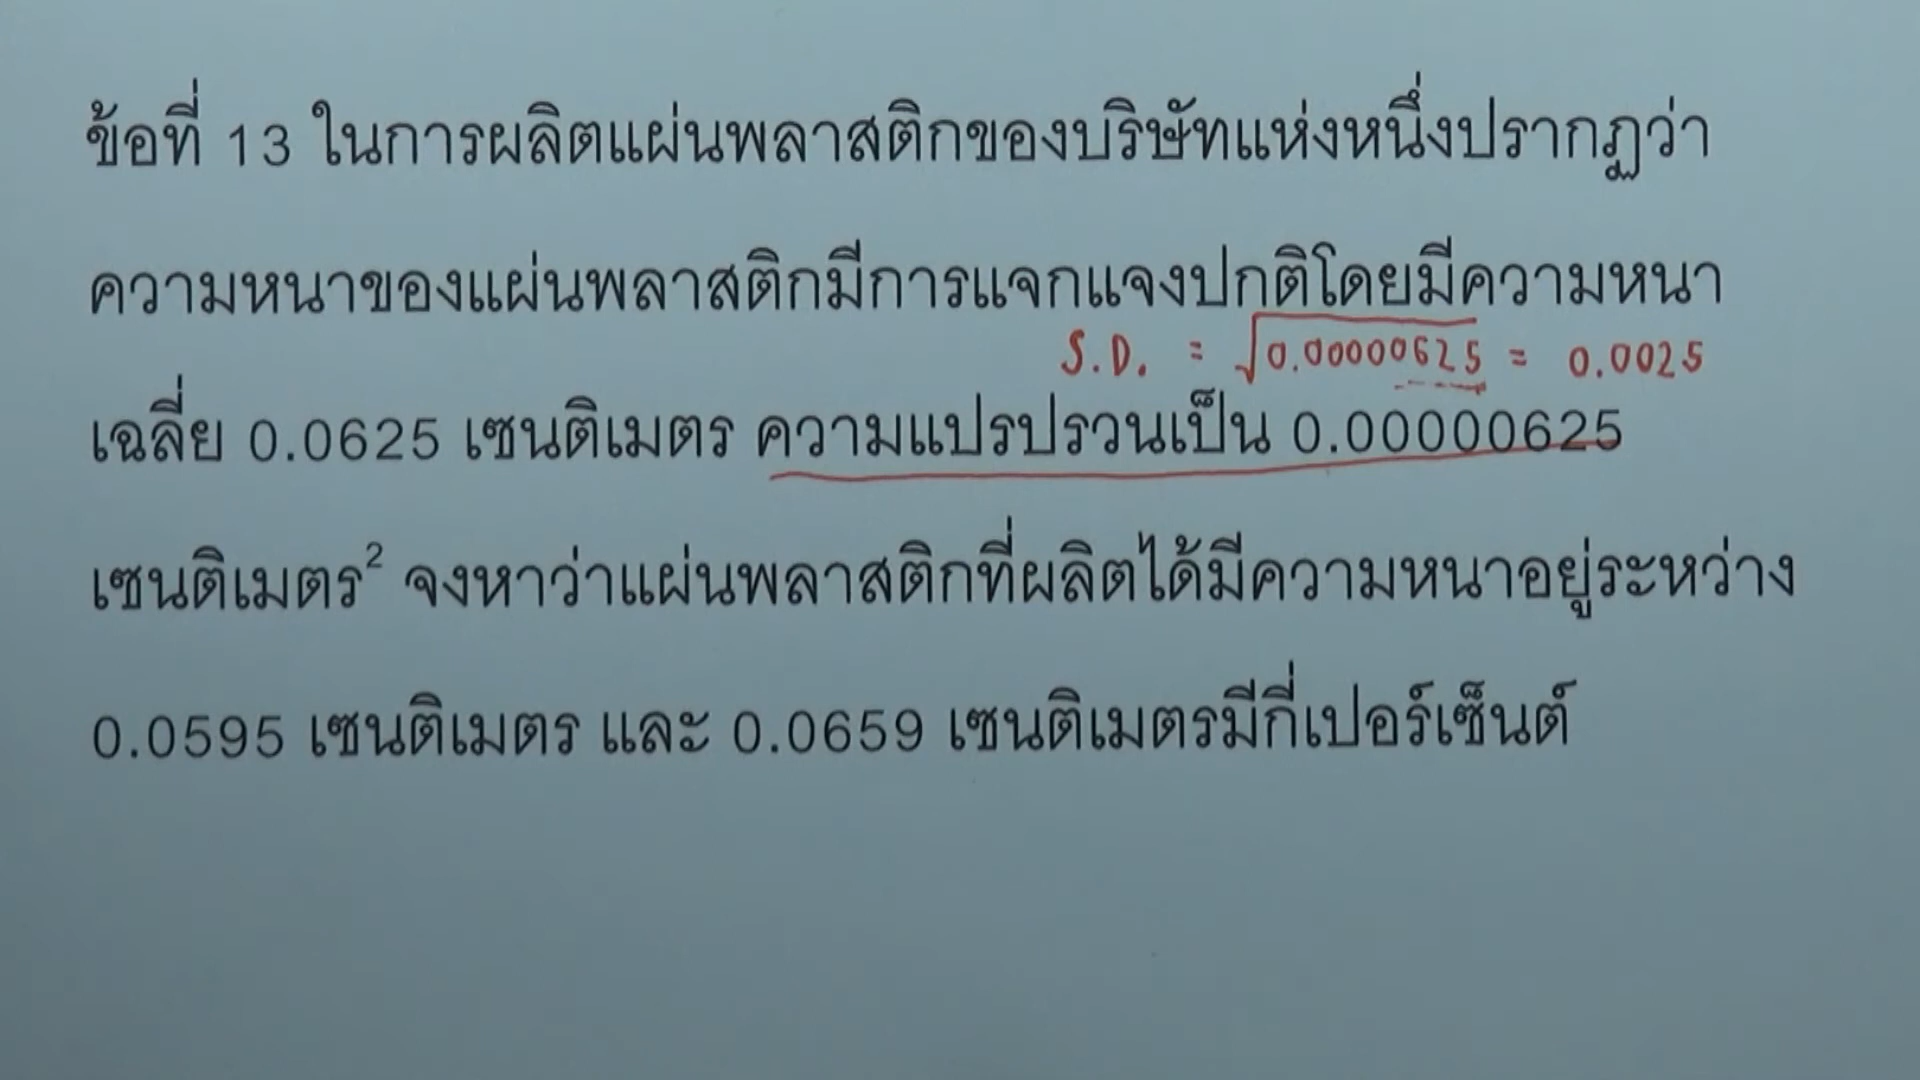 ข้อที่ 13 ในการผลิตแผ่นพลาสติกของบริษัทแห่งหนึ่งปรากฏว่า
ความหนาของแผ่นพลาสติกมีการแจกแจงปกติโดยมีความหนา
S.D. = √0.00000625 = 0.0025
เฉลี่ย 0.0625 เซนติเมตร ความแปรปรวนเป็น 0.00000625
เซนติเมตร² จงหาว่าแผ่นพลาสติกที่ผลิตได้มีความหนาอยู่ระหว่าง
0.0595 เซนติเมตร และ 0.0659 เซนติเมตรมีกี่เปอร์เซ็นต์